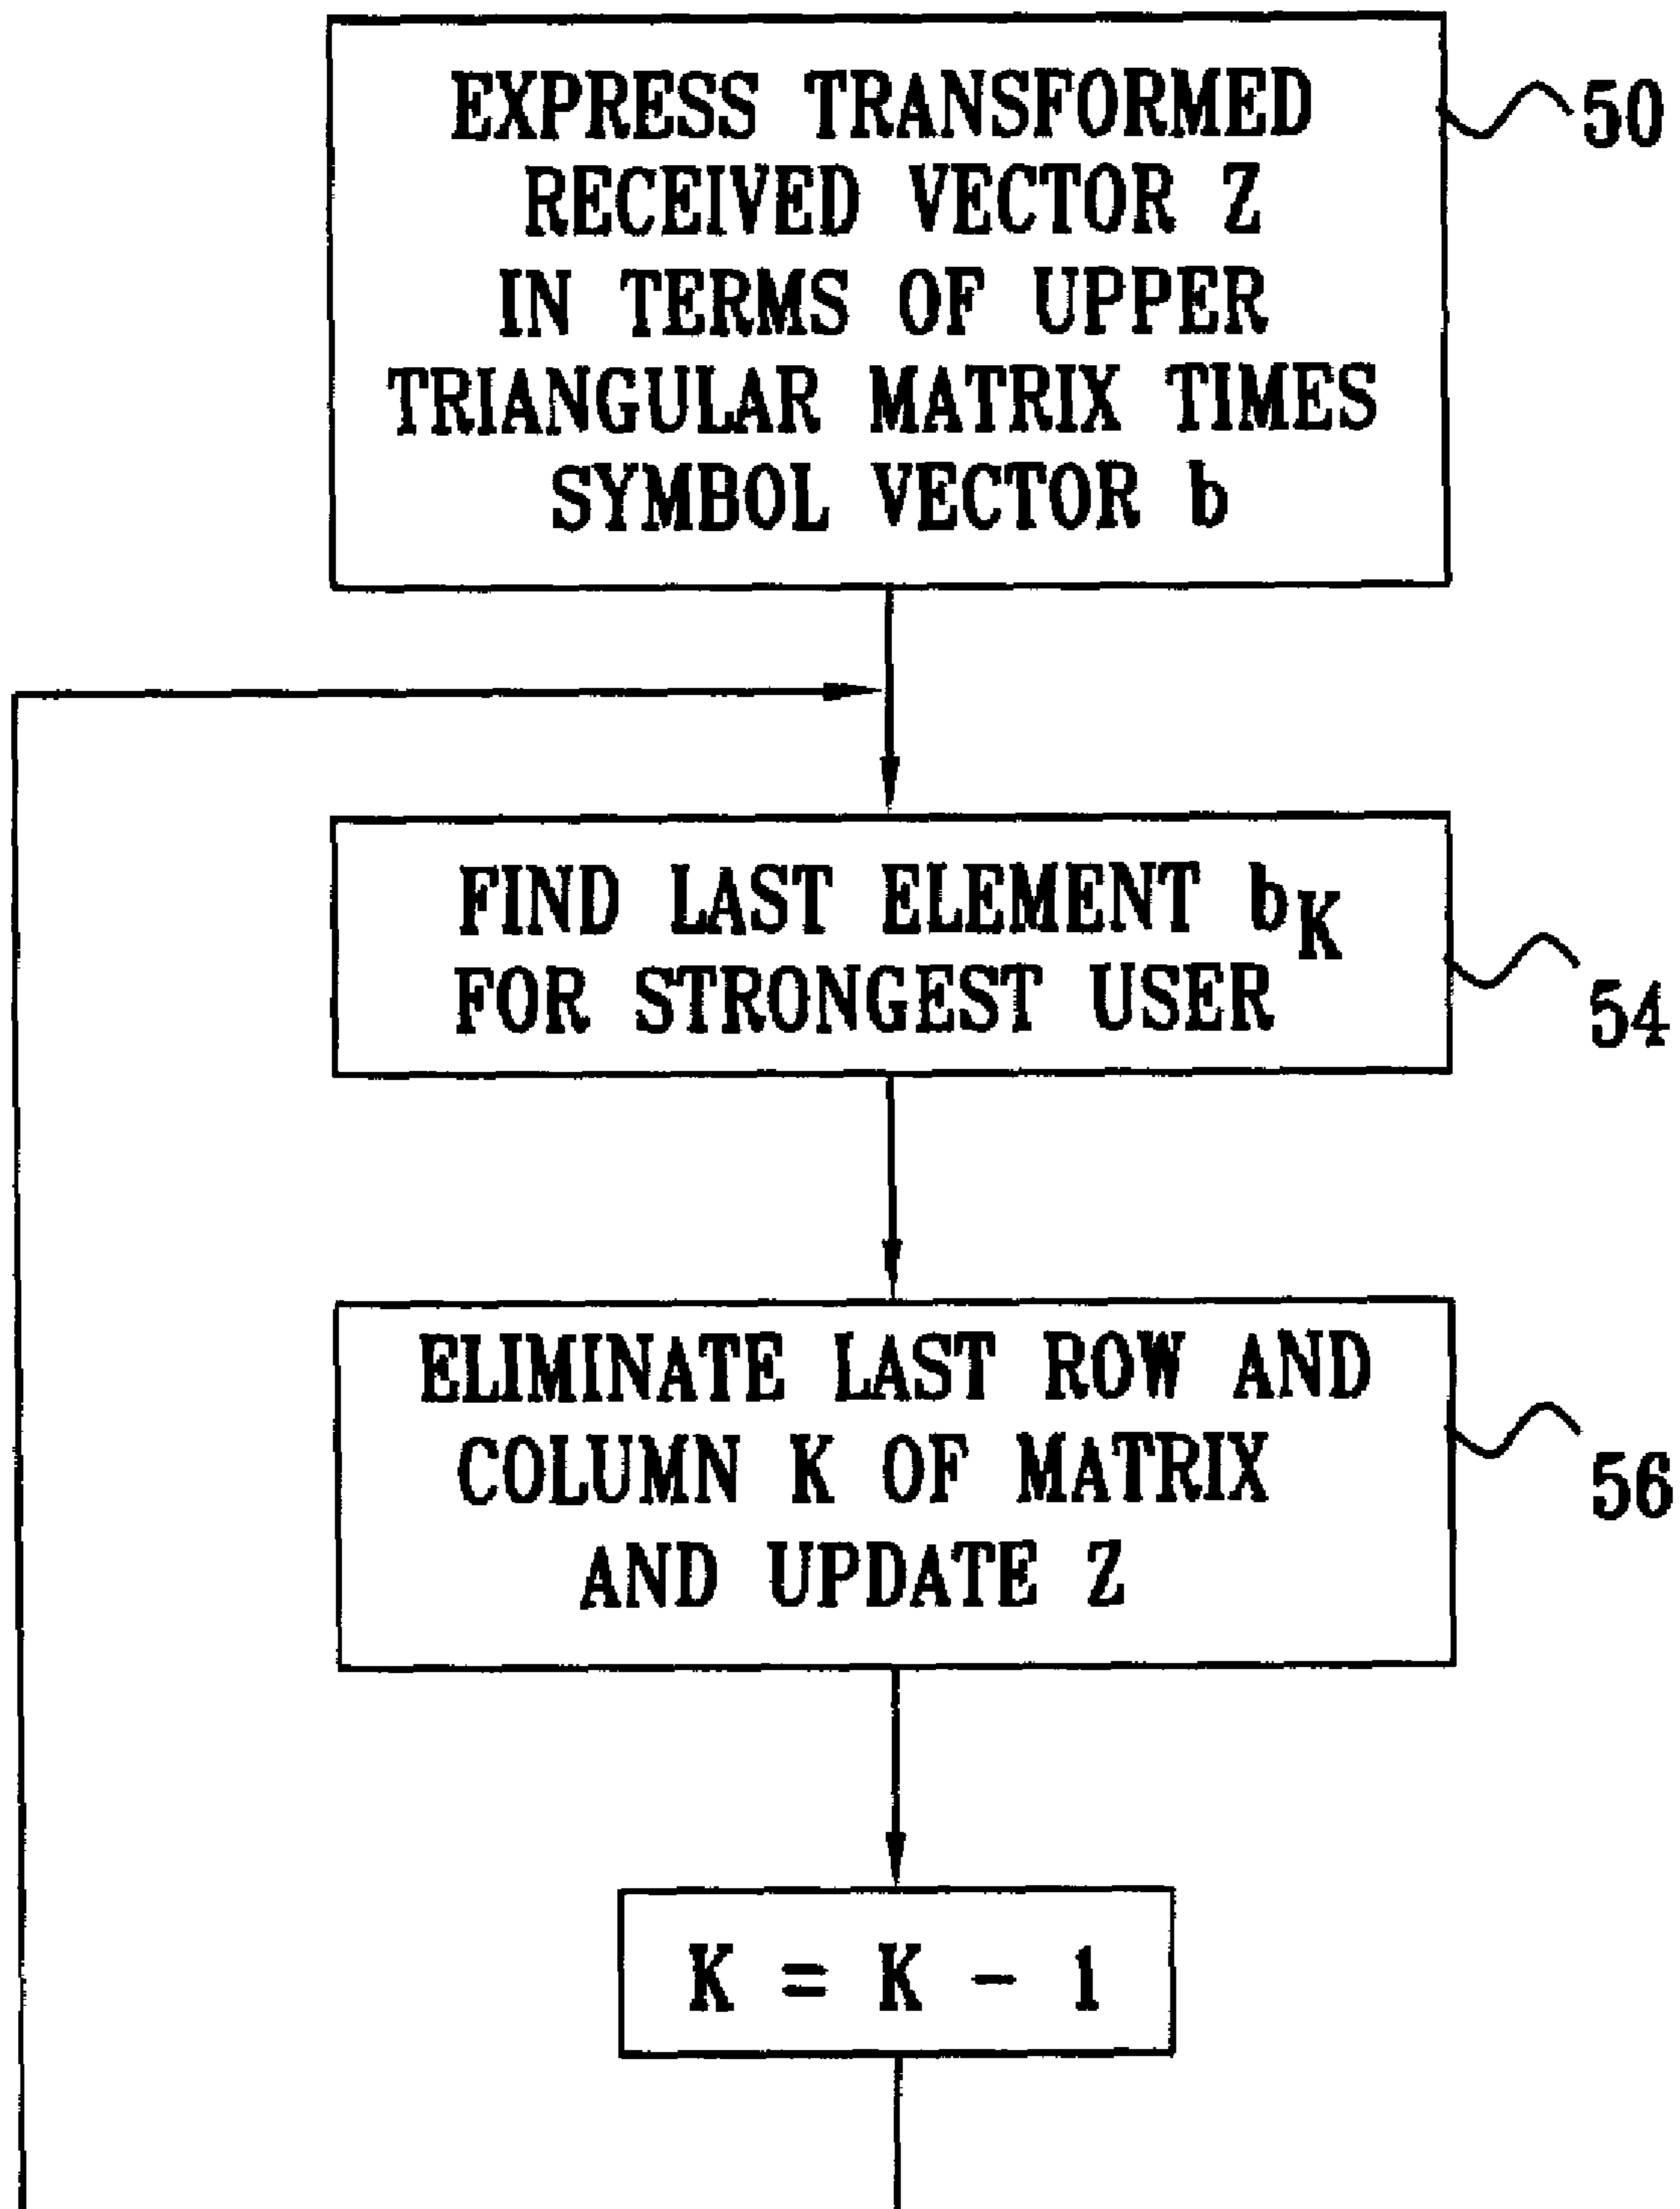 EXPRESS TRANSFORMED
RECEIVED VECTOR Z
IN TERMS OF UPPER
TRIANGULAR MATRIX TIMES
SYMBOL VECTOR b
50
FIND LAST ELEMENT bK
FOR STRONGEST USER
54
ELIMINATE LAST ROW AND
COLUMN K OF MATRIX
AND UPDATE Z
56
K = K - 1